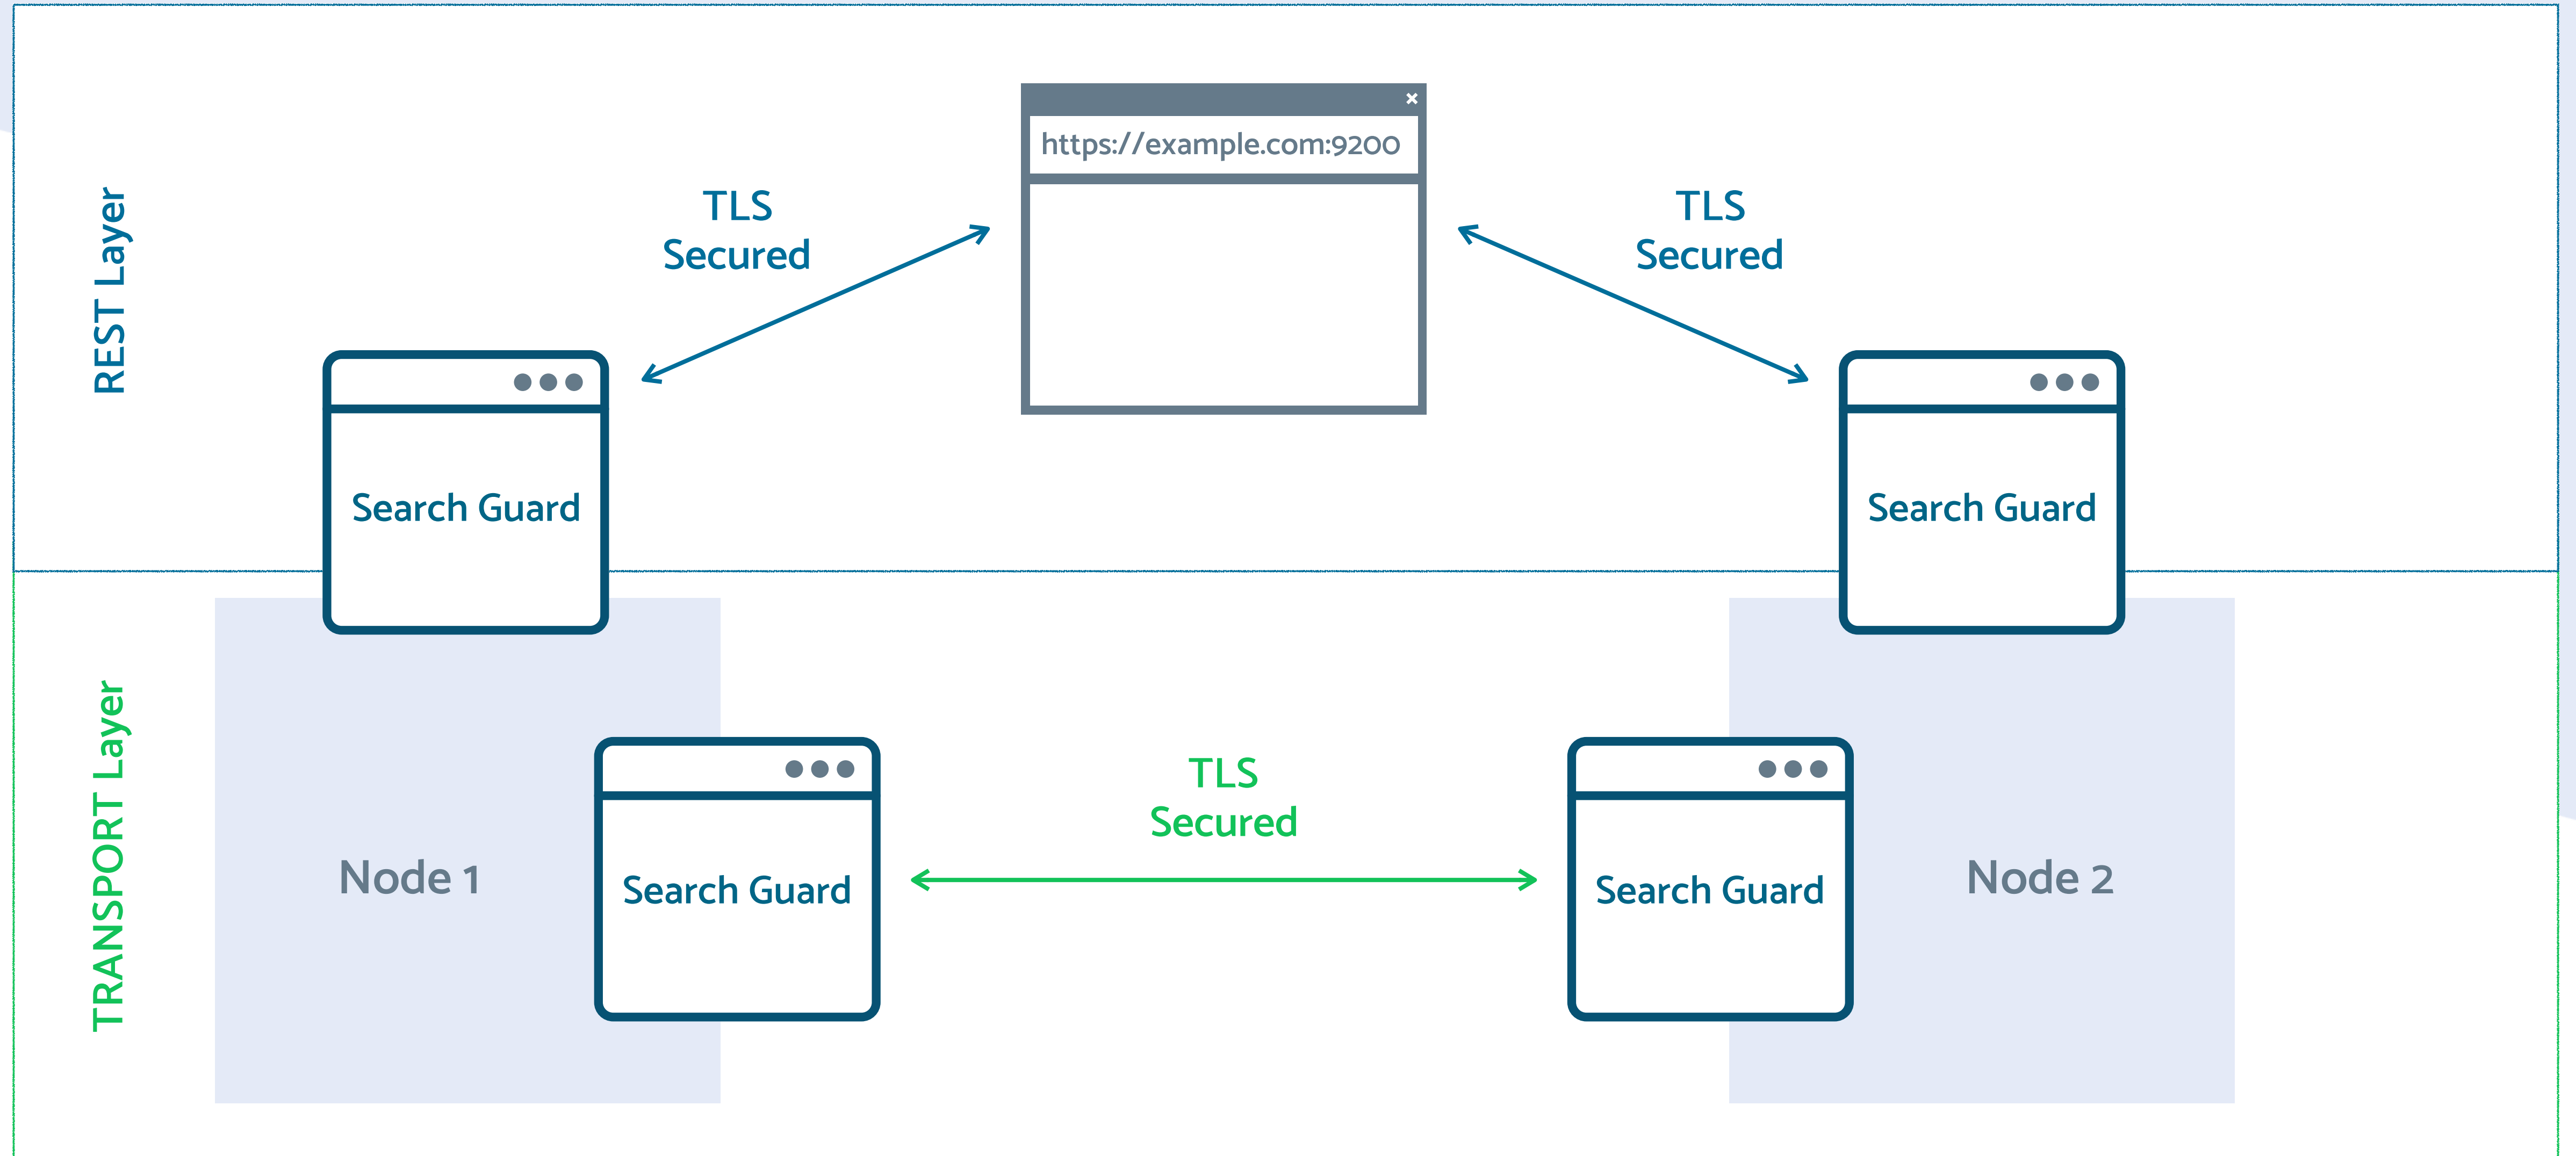 https://example.com:9200
TLS
Secured
TLS
Secured
REST Layer
Search Guard
Search Guard
TRANSPORT Layer
TLS
Secured
Node 1
Search Guard
Search Guard
Node 2